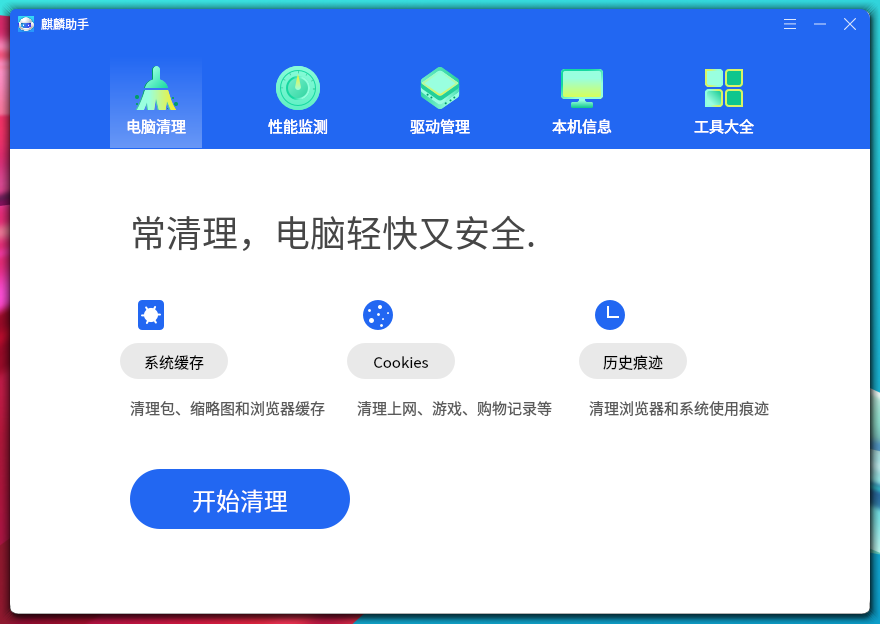 麒麟助手
电脑清理
性能监测
驱动管理
本机信息
工具大全
常清理，电脑轻快又安全.
系统缓存
Cookies
历史痕迹
清理包、缩略图和浏览器缓存
清理上网、游戏、购物记录等
清理浏览器和系统使用痕迹
开始清理